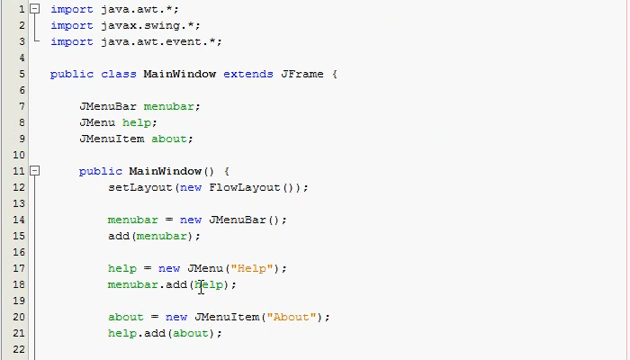 1 import java.awt.*;
2 import javax.swing.*;
3 import java.awt.event.*;
4
5 public class MainWindow extends JFrame {
6
7 JMenuBar menubar;
8 JMenu help;
9 JMenuItem about;
10
11 public MainWindow() {
12 setLayout(new FlowLayout());
13
14 menubar = new JMenuBar();
15 add(menubar);
16
17 help = new JMenu("Help");
18 menubar.add(help);
19
20 about = new JMenuItem("About");
21 help.add(about);
22